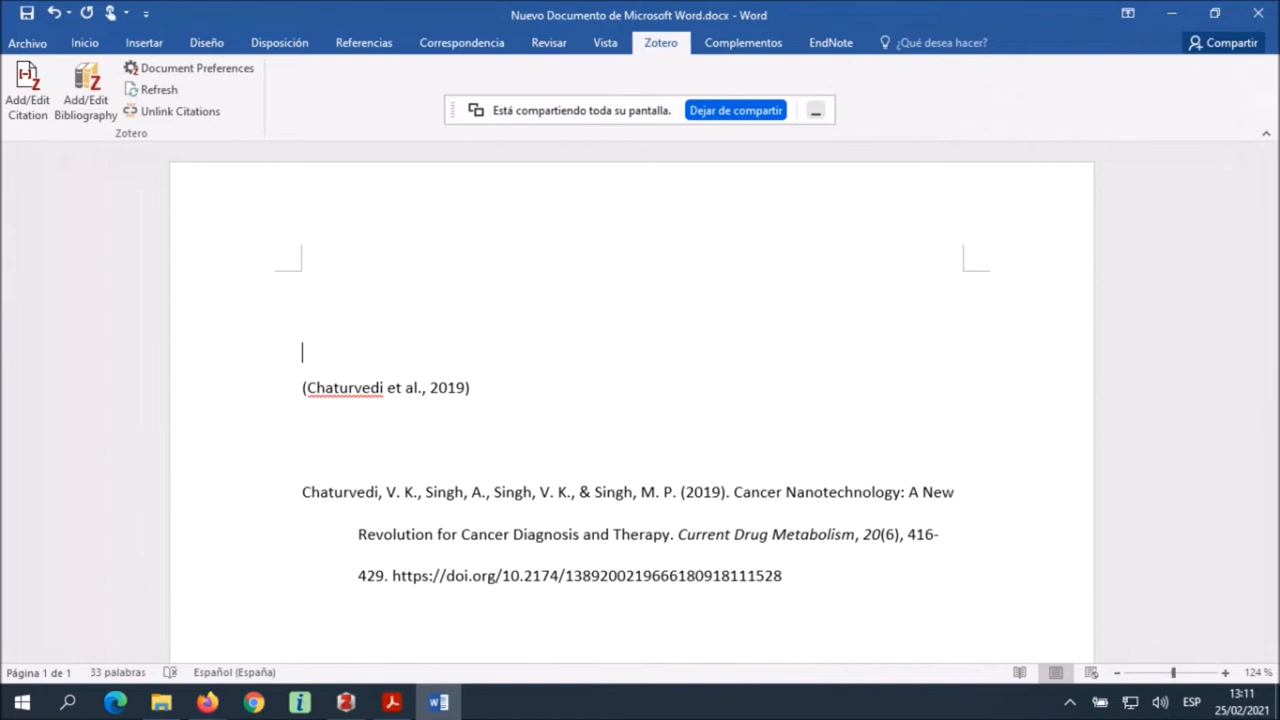 Nuevo Documento de Microsoft Word.docx - Word
Archivo Inicio Insertar Diseño Disposición Referencias Correspondencia Revisar Vista Zotero Complementos EndNote ¿Qué desea hacer? Compartir
Add/Edit Citation
Add/Edit Bibliography
Document Preferences
Refresh
Unlink Citations
Zotero
Está compartiendo toda su pantalla. Dejar de compartir
(Chaturvedi et al., 2019)
Chaturvedi, V. K., Singh, A., Singh, V. K., & Singh, M. P. (2019). Cancer Nanotechnology: A New
Revolution for Cancer Diagnosis and Therapy. Current Drug Metabolism, 20(6), 416-
429. https://doi.org/10.2174/1389200219666180918111528
Página 1 de 1 33 palabras Español (España) 124 %
ESP
13:11
25/02/2021